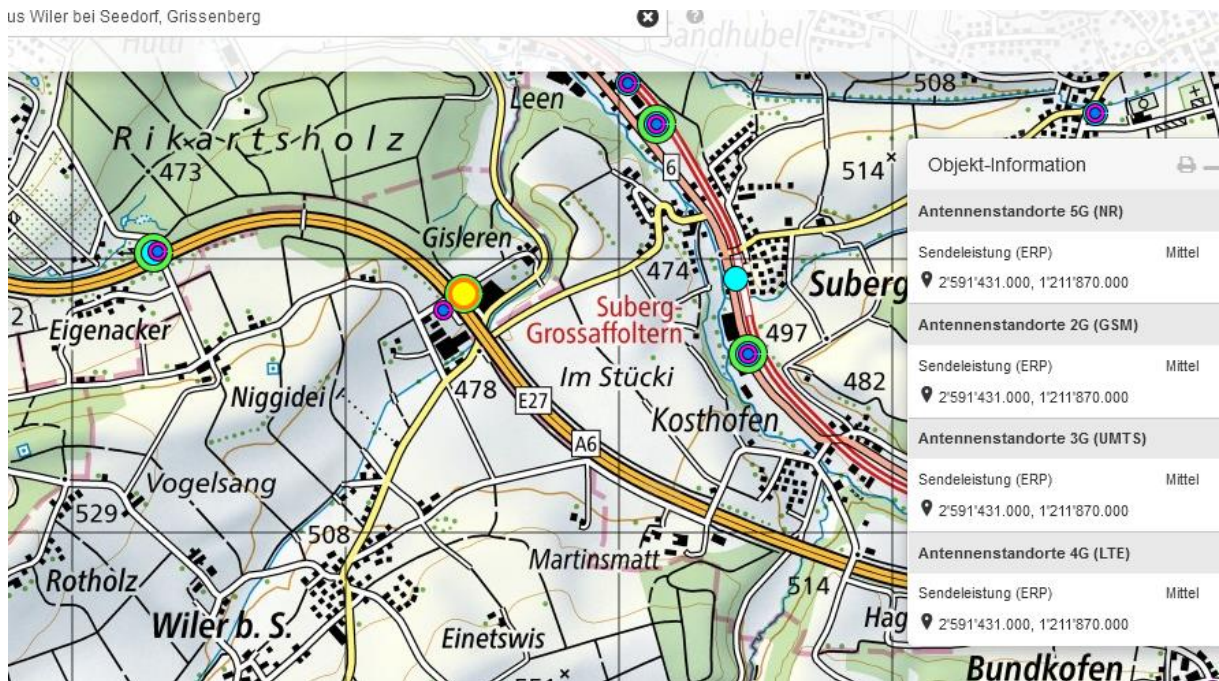 us Wiler bei Seedorf, Grissenberg
Hütti
Sandhubel
508
Leen
Rikartsholz
473
6
514
Gisleren
474
Suberg
Suberg-
Grossaffoltern
497
2
Eigenacker
Im Stücki
482
Niggidei
478
E27
Kosthofen
A6
Vogelsang
529
508
Martinsmatt
514
Rotholz
Wiler b. S.
Einetswis
Hag
Bundkofen
Objekt-Information
Antennenstandorte 5G (NR)
Sendeleistung (ERP) Mittel
2'591'431.000, 1'211'870.000
Antennenstandorte 2G (GSM)
Sendeleistung (ERP) Mittel
2'591'431.000, 1'211'870.000
Antennenstandorte 3G (UMTS)
Sendeleistung (ERP) Mittel
2'591'431.000, 1'211'870.000
Antennenstandorte 4G (LTE)
Sendeleistung (ERP) Mittel
2'591'431.000, 1'211'870.000